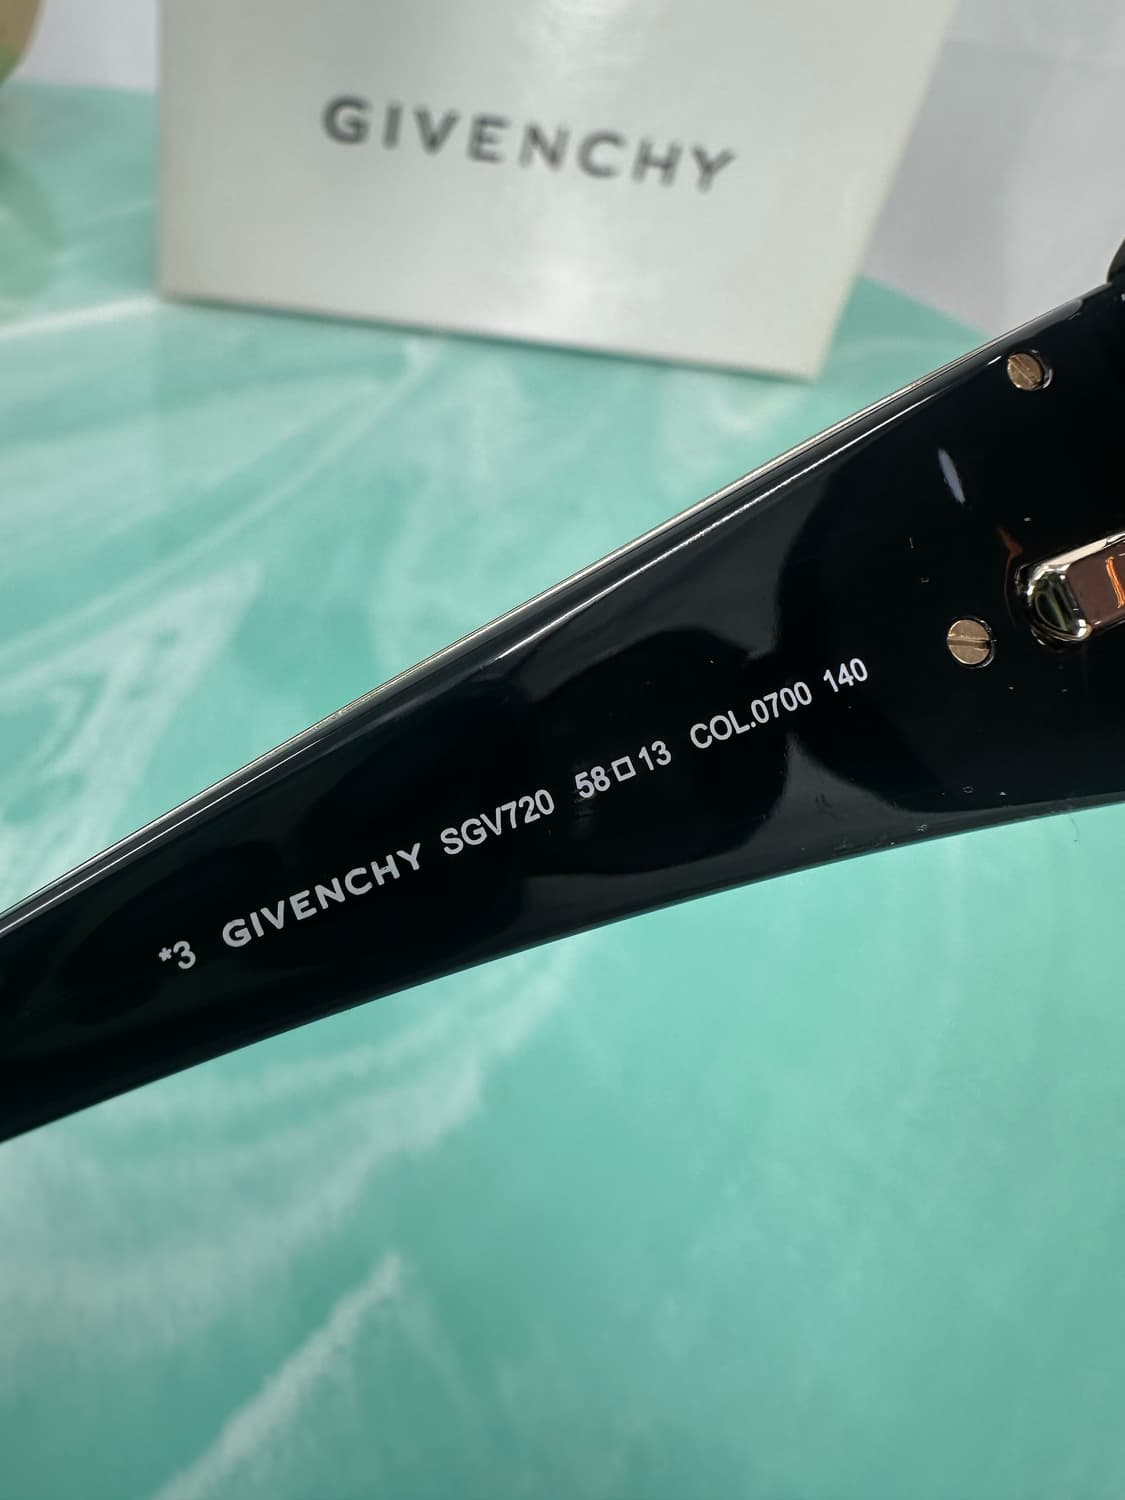 GIVENCHY
*3 GIVENCHY SGV720 58□13 COL.0700 140